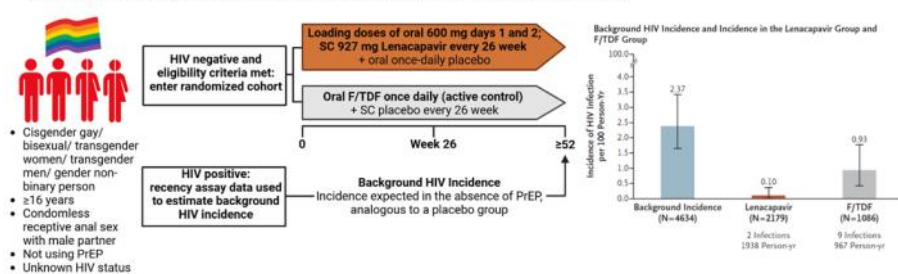 Cisgender gay/
bisexual/ transgender
women/ transgender
men/ gender non-
binary person
≥16 years
Condomless
receptive anal sex
with male partner
Not using PrEP
Unknown HIV status
HIV negative and
eligibility criteria met:
enter randomized cohort
Loading doses of oral 600 mg days 1 and 2;
SC 927 mg Lenacapavir every 26 week
+ oral once-daily placebo
Oral F/TDF once daily (active control)
+ SC placebo every 26 week
0
Week 26
≥52
HIV positive:
recency assay data used
to estimate background
HIV incidence
Background HIV Incidence
Incidence expected in the absence of PrEP,
analogous to a placebo group
Background HIV Incidence and Incidence in the Lenacapavir Group and
F/TDF Group
Incidence of HIV Infection
per 100 Person-Yr
100.0
4.0
3.5
3.0
2.5
2.0
1.5
1.0
0.5
0.0
2.37
0.10
0.93
Background Incidence
(N=4634)
Lenacapavir
(N=2179)
2 Infections
1938 Person-yr
F/TDF
(N=1086)
9 Infections
967 Person-yr